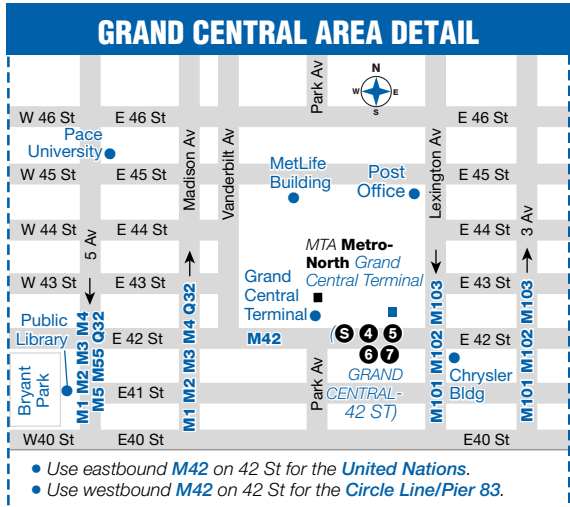 GRAND CENTRAL AREA DETAIL
N
W
E
S
Park Av
W 46 St
E 46 St
E 46 St
Pace
University
Madison Av
Vanderbilt Av
MetLife
Building
Post
Office
Lexington Av
W 45 St
E 45 St
E 45 St
5 Av
3 Av
W 44 St
E 44 St
E 44 St
MTA Metro-
North Grand
Central Terminal
W 43 St
E 43 St
E 43 St
Grand
Central
Terminal
Public
Library
M1 M2 M3 M4
M5 M55 Q32
M1 M2 M3 M4 Q32
M101 M102 M103
M101 M102 M103
E 42 St
M42
(S 4 5
6 7
GRAND
CENTRAL-
42 ST)
E 42 St
Chrysler
Bldg
Bryant
Park
E41 St
Park Av
W40 St
E40 St
E40 St
• Use eastbound M42 on 42 St for the United Nations.
• Use westbound M42 on 42 St for the Circle Line/Pier 83.